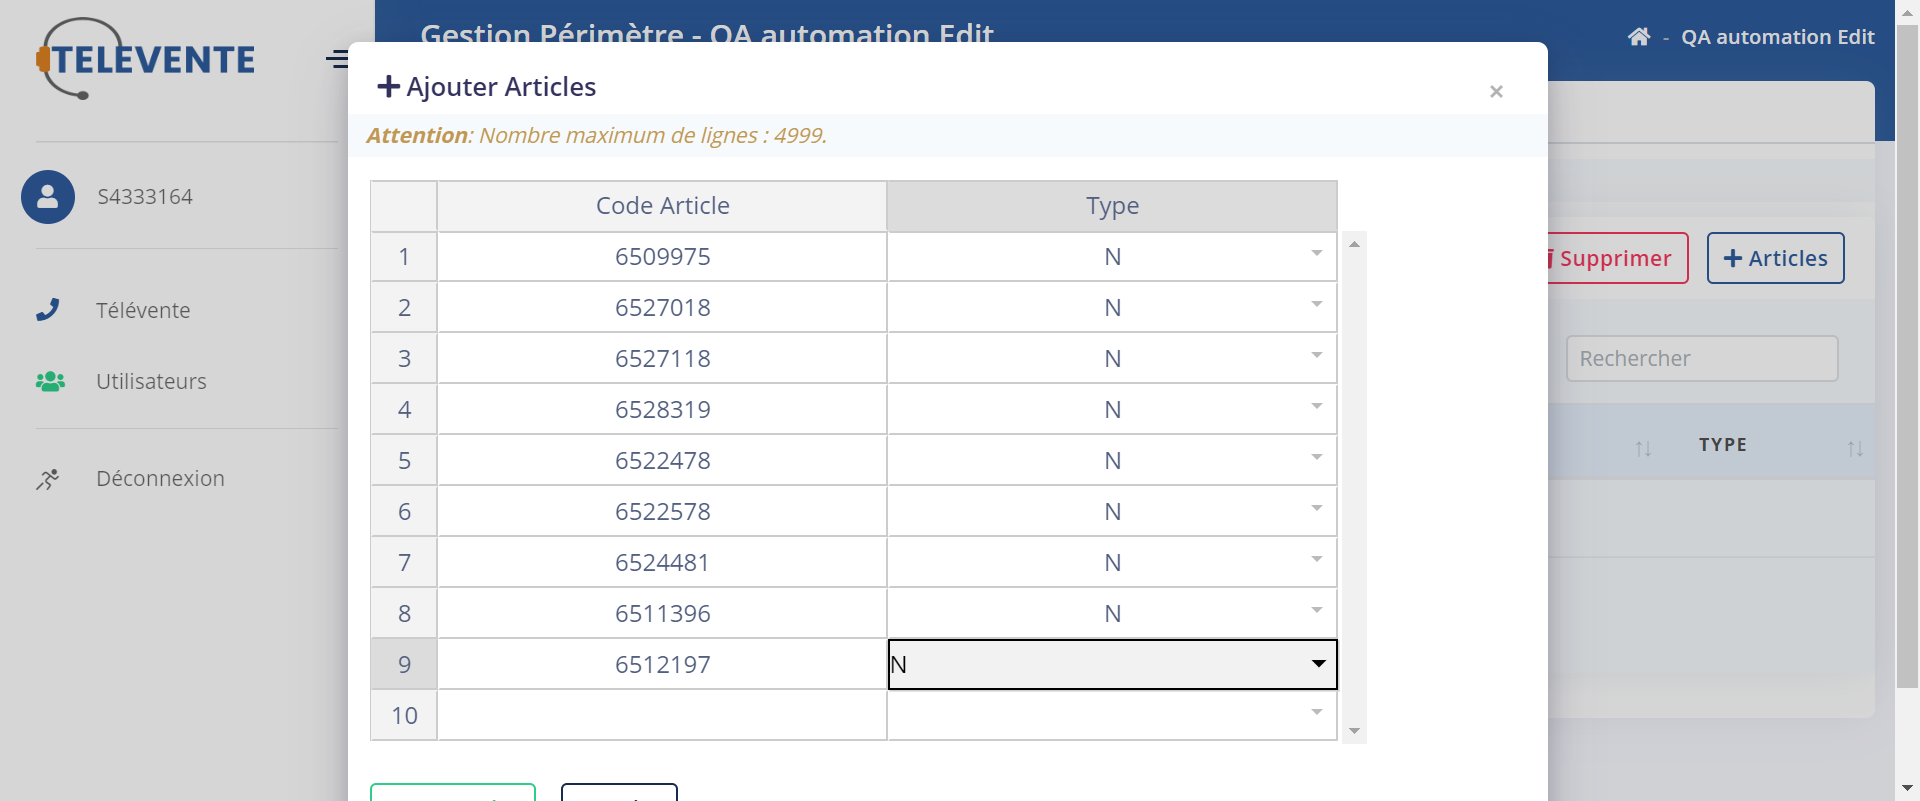 TELEVENTE
S4333164
Télévente
Utilisateurs
Déconnexion
Gestion Périmètre - QA automation Edit
- QA automation Edit
Ajouter Articles
×
Attention: Nombre maximum de lignes : 4999.
Code Article Type
1 6509975 N
2 6527018 N
3 6527118 N
4 6528319 N
5 6522478 N
6 6522578 N
7 6524481 N
8 6511396 N
9 6512197 N
10
Supprimer
Articles
Rechercher
TYPE